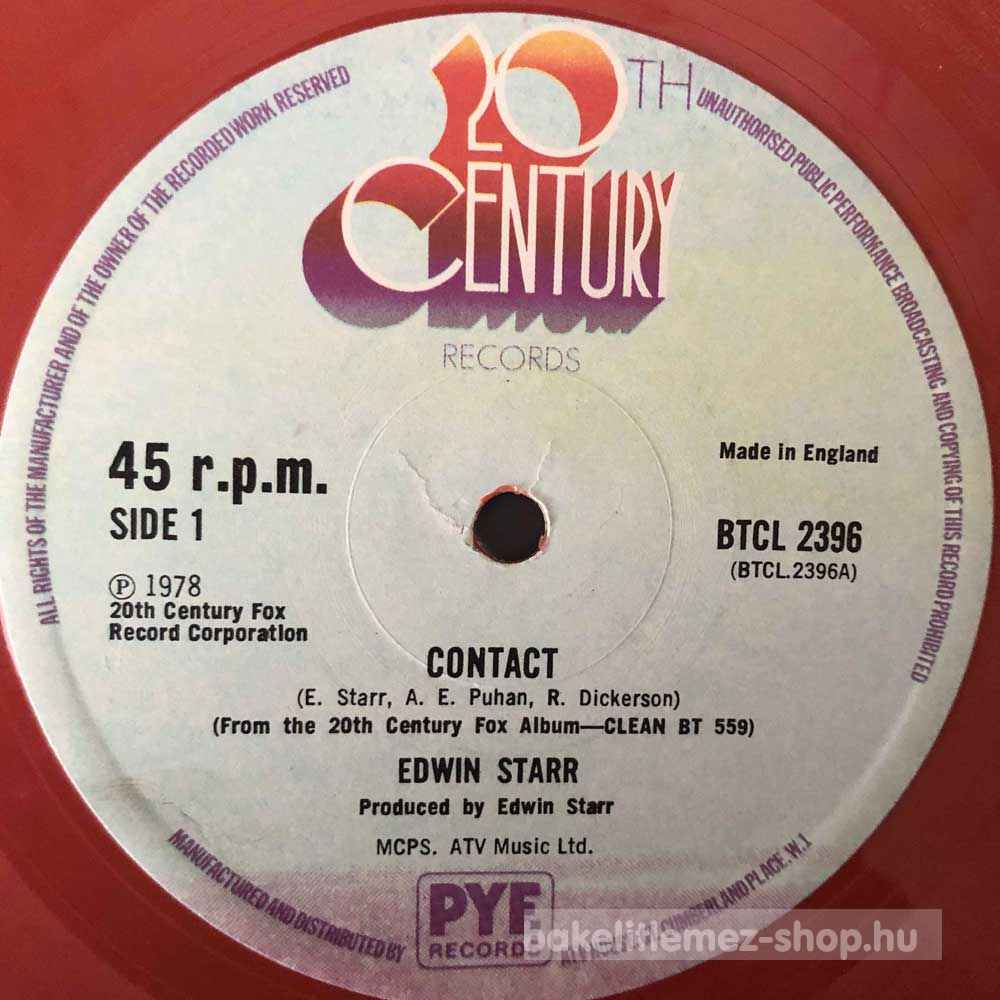 20TH
CENTURY
RECORDS
ALL RIGHTS OF THE MANUFACTURER AND OF THE OWNER OF THE RECORDED WORK RESERVED
UNAUTHORISED PUBLIC PERFORMANCE BROADCASTING AND COPYING OF THIS RECORD PROHIBITED
45 r.p.m.
SIDE 1
Ⓟ 1978
20th Century Fox
Record Corporation
Made in England
BTCL 2396
(BTCL.2396A)
CONTACT
(E. Starr, A. E. Puhan, R. Dickerson)
(From the 20th Century Fox Album—CLEAN BT 559)
EDWIN STARR
Produced by Edwin Starr
MCPS. ATV Music Ltd.
MANUFACTURED AND DISTRIBUTED BY
PYE
RECORDS
CUMBERLAND PLACE, W.1
bakelitlemez-shop.hu